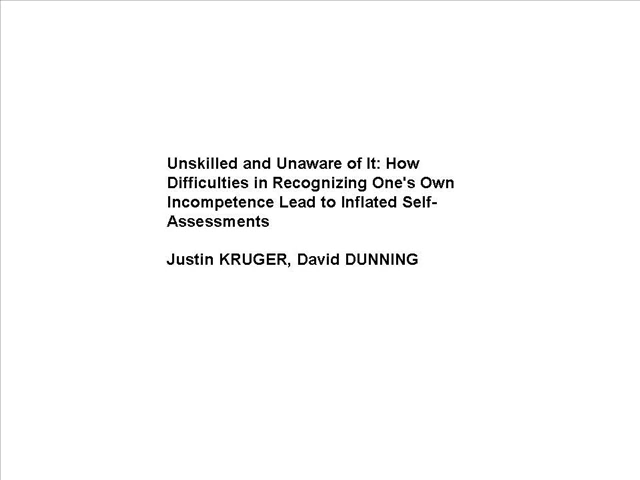 Unskilled and Unaware of It: How
Difficulties in Recognizing One's Own
Incompetence Lead to Inflated Self-
Assessments
Justin KRUGER, David DUNNING